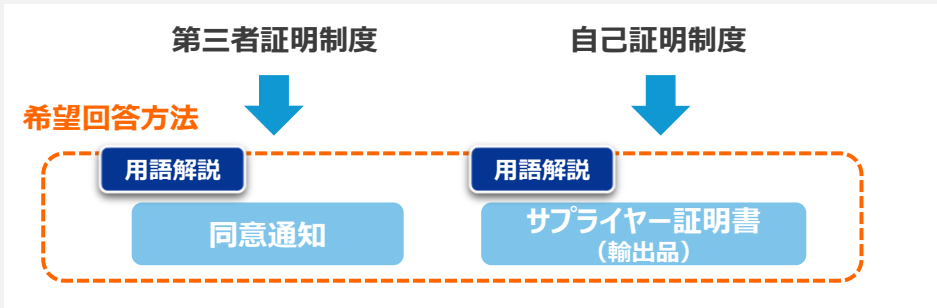 第三者証明制度
自己証明制度
希望回答方法
用語解説
用語解説
同意通知
サプライヤー証明書
（輸出品）